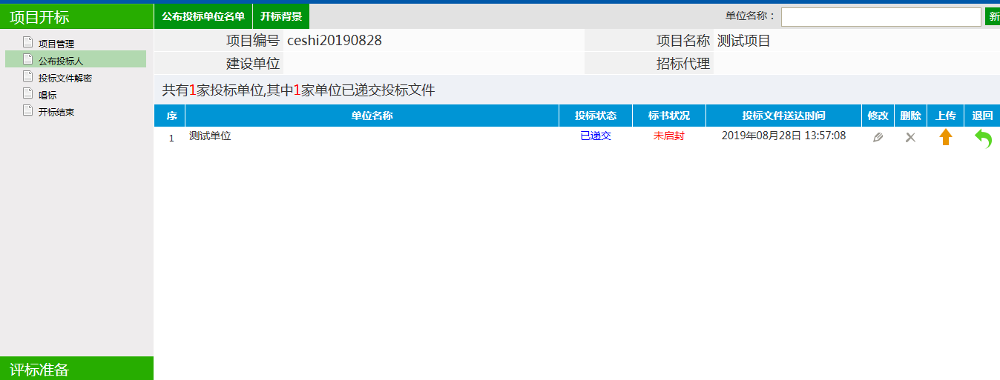 项目开标
公布投标单位名单 开标背景 单位名称： 新
项目管理
公布投标人
投标文件解密
唱标
开标结束
项目编号 ceshi20190828 项目名称 测试项目
建设单位 招标代理
共有1家投标单位,其中1家单位已递交投标文件
序 单位名称 投标状态 标书状况 投标文件送达时间 修改 删除 上传 退回
1 测试单位 已递交 未启封 2019年08月28日 13:57:08
评标准备